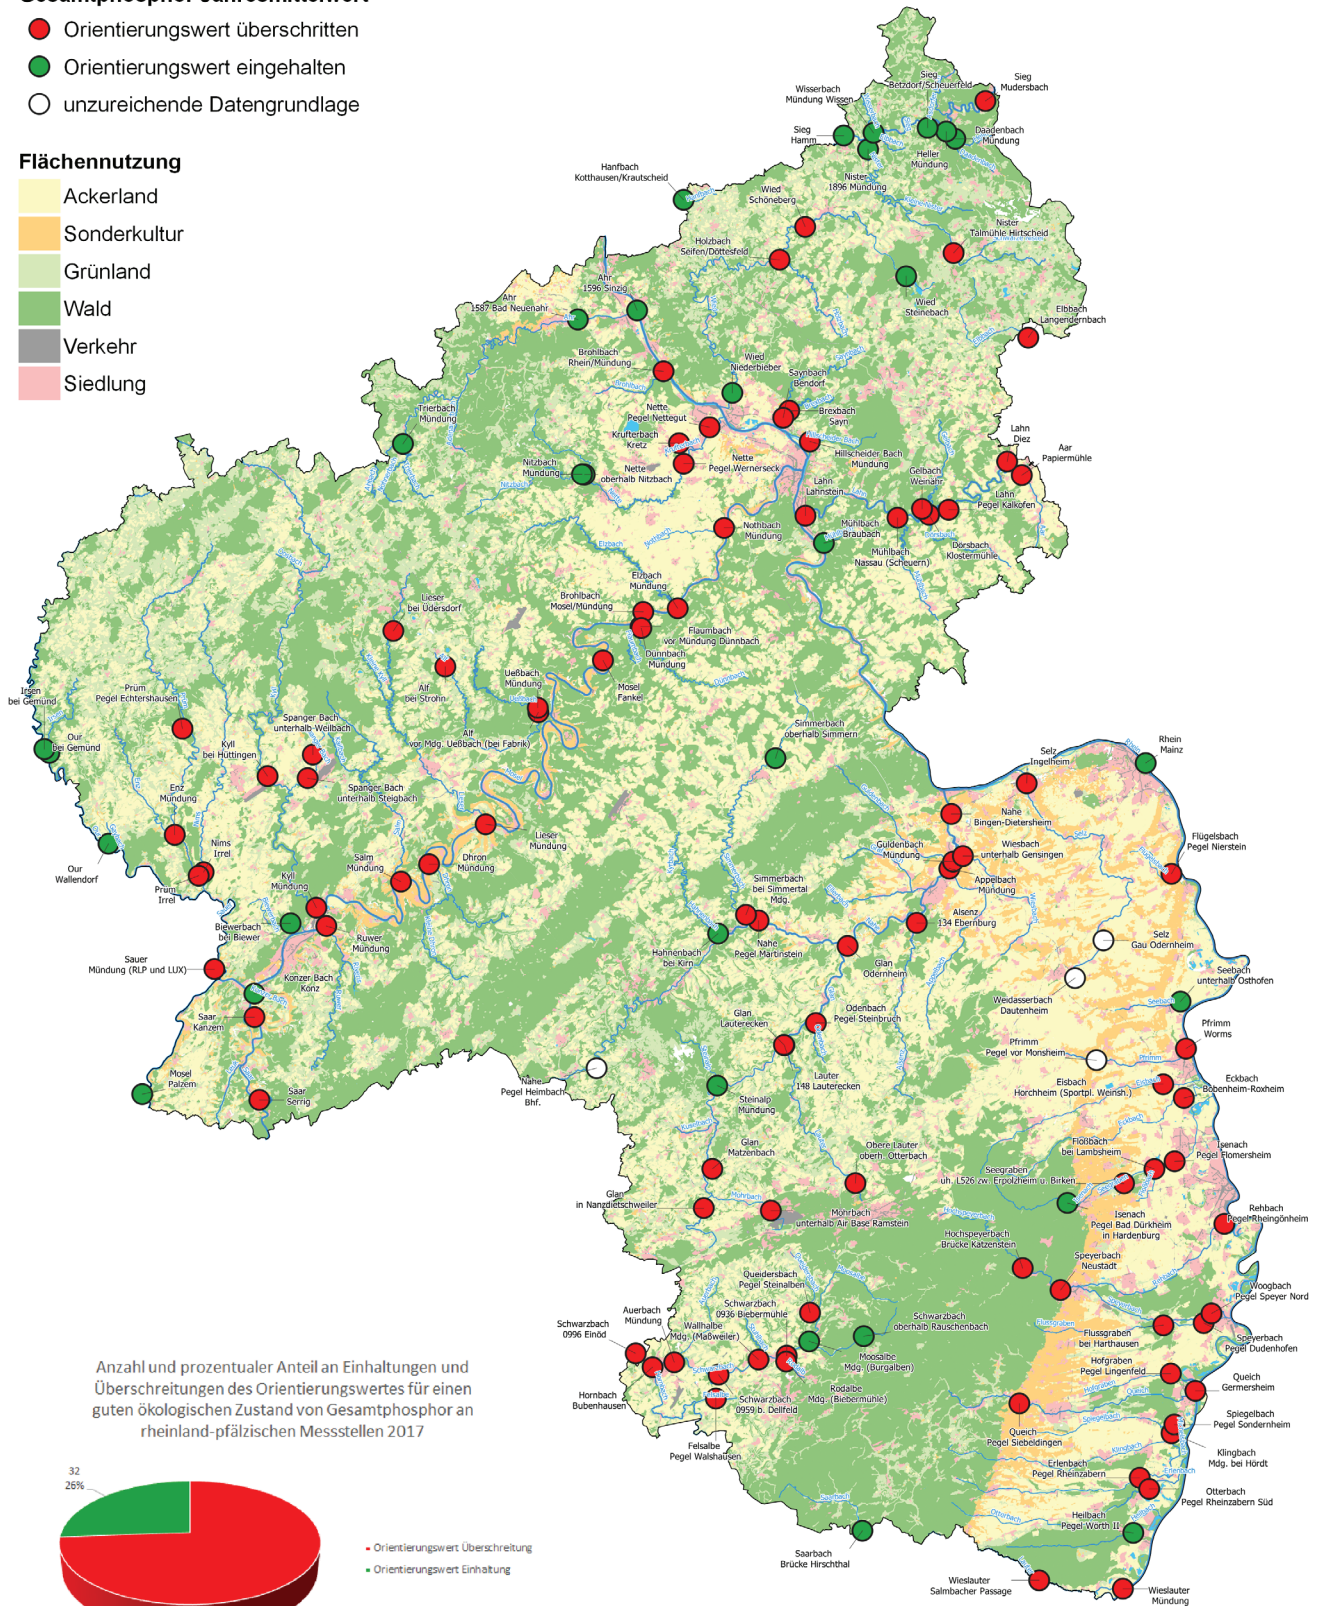 Gesamtphosphor Jahresmittelwert
Orientierungswert überschritten
Orientierungswert eingehalten
unzureichende Datengrundlage
Flächennutzung
Ackerland
Sonderkultur
Grünland
Wald
Verkehr
Siedlung
Sieg
Betzdorf/Scheuerfeld
Sieg
Mudersbach
Wisserbach
Mündung Wissen
Sieg
Hamm
Daadenbach
Mündung
Heller
Mündung
Nister
1896 Mündung
Hanfbach
Kotthausen/Krautscheid
Wied
Schöneberg
Nister
Talmühle Hirtscheid
Holzbach
Seifen/Döttesfeld
Wied
Steinebach
Elbbach
Langendernbach
Ahr
1596 Sinzig
Ahr
1587 Bad Neuenahr
Brohlbach
Rhein/Mündung
Wied
Niederbieber
Saynbach
Bendorf
Brexbach
Sayn
Trierbach
Mündung
Nette
Pegel Nettegut
Krufterbach
Kretz
Nette
Pegel Wernerseck
Hillscheider Bach
Mündung
Lahn
Diez
Aar
Papiermühle
Nitzbach
Mündung
Nette
oberhalb Nitzbach
Lahn
Lahnstein
Gelbach
Weinähr
Lahn
Pegel Kalkofen
Nothbach
Mündung
Mühlbach
Braubach
Mühlbach
Nassau (Scheuern)
Dörsbach
Klostermühle
Elzbach
Mündung
Brohlbach
Mosel/Mündung
Flaumbach
vor Mündung Dünnbach
Dünnbach
Mündung
Lieser
bei Üdersdorf
Ueßbach
Mündung
Mosel
Fankel
Alf
bei Strohn
Alf
vor Mdg. Ueßbach (bei Fabrik)
Irsen
bei Gemünd
Our
bei Gemünd
Prüm
Pegel Echtershausen
Spanger Bach
unterhalb Weilbach
Kyll
bei Hüttingen
Spanger Bach
unterhalb Steigbach
Enz
Mündung
Nims
Irrel
Prüm
Irrel
Our
Wallendorf
Lieser
Mündung
Dhron
Mündung
Salm
Mündung
Kyll
Mündung
Biewerbach
bei Biewer
Ruwer
Mündung
Sauer
Mündung (RLP und LUX)
Konzer Bach
Konz
Saar
Kanzem
Mosel
Palzem
Saar
Serrig
Simmerbach
oberhalb Simmern
Selz
Ingelheim
Rhein
Mainz
Nahe
Bingen-Dietersheim
Guldenbach
Mündung
Wiesbach
unterhalb Gensingen
Appelbach
Mündung
Flügelsbach
Pegel Nierstein
Simmerbach
bei Simmertal
Mdg.
Nahe
Pegel Martinstein
Hahnenbach
bei Kirn
Alsenz
134 Ebernburg
Glan
Odernheim
Selz
Gau Odernheim
Weidasserbach
Dautenheim
Seebach
unterhalb Osthofen
Pfrimm
Worms
Pfrimm
Pegel vor Monsheim
Glan
Lauterecken
Odenbach
Pegel Steinbruch
Lauter
148 Lauterecken
Nahe
Pegel Heimbach
Bhf.
Steinalp
Mündung
Eisbach
Horchheim (Sportpl. Weinsh.)
Eckbach
Bobenheim-Roxheim
Floßbach
bei Lambsheim
Isenach
Pegel Flomersheim
Seegraben
uh. L526 zw. Erpolzheim u. Birken
Glan
Matzenbach
Obere Lauter
oberh. Otterbach
Glan
in Nanzdietschweiler
Mohrbach
unterhalb Air Base Ramstein
Isenach
Pegel Bad Dürkheim
in Hardenburg
Rehbach
Pegel Rheingönheim
Hochspeyerbach
Brücke Katzenstein
Speyerbach
Neustadt
Woogbach
Pegel Speyer Nord
Flussgraben
bei Harthausen
Speyerbach
Pegel Dudenhofen
Queidersbach
Pegel Steinalben
Schwarzbach
0936 Biebermühle
Schwarzbach
oberhalb Rauschenbach
Moosalbe
Mdg. (Burgalben)
Auerbach
Mündung
Wallhalbe
Mdg. (Maßweiler)
Schwarzbach
0996 Einöd
Hornbach
Bubenhausen
Schwarzbach
0959 b. Dellfeld
Rodalbe
Mdg. (Biebermühle)
Felsalbe
Pegel Walshausen
Hofgraben
Pegel Lingenfeld
Queich
Germersheim
Queich
Pegel Siebeldingen
Spiegelbach
Pegel Sondernheim
Klingbach
Mdg. bei Hördt
Erlenbach
Pegel Rheinzabern
Otterbach
Pegel Rheinzabern Süd
Heilbach
Pegel Wörth II
Saarbach
Brücke Hirschthal
Wieslauter
Salmbacher Passage
Wieslauter
Mündung
Anzahl und prozentualer Anteil an Einhaltungen und
Überschreitungen des Orientierungswertes für einen
guten ökologischen Zustand von Gesamtphosphor an
rheinland-pfälzischen Messstellen 2017
32
26%
Orientierungswert Überschreitung
Orientierungswert Einhaltung